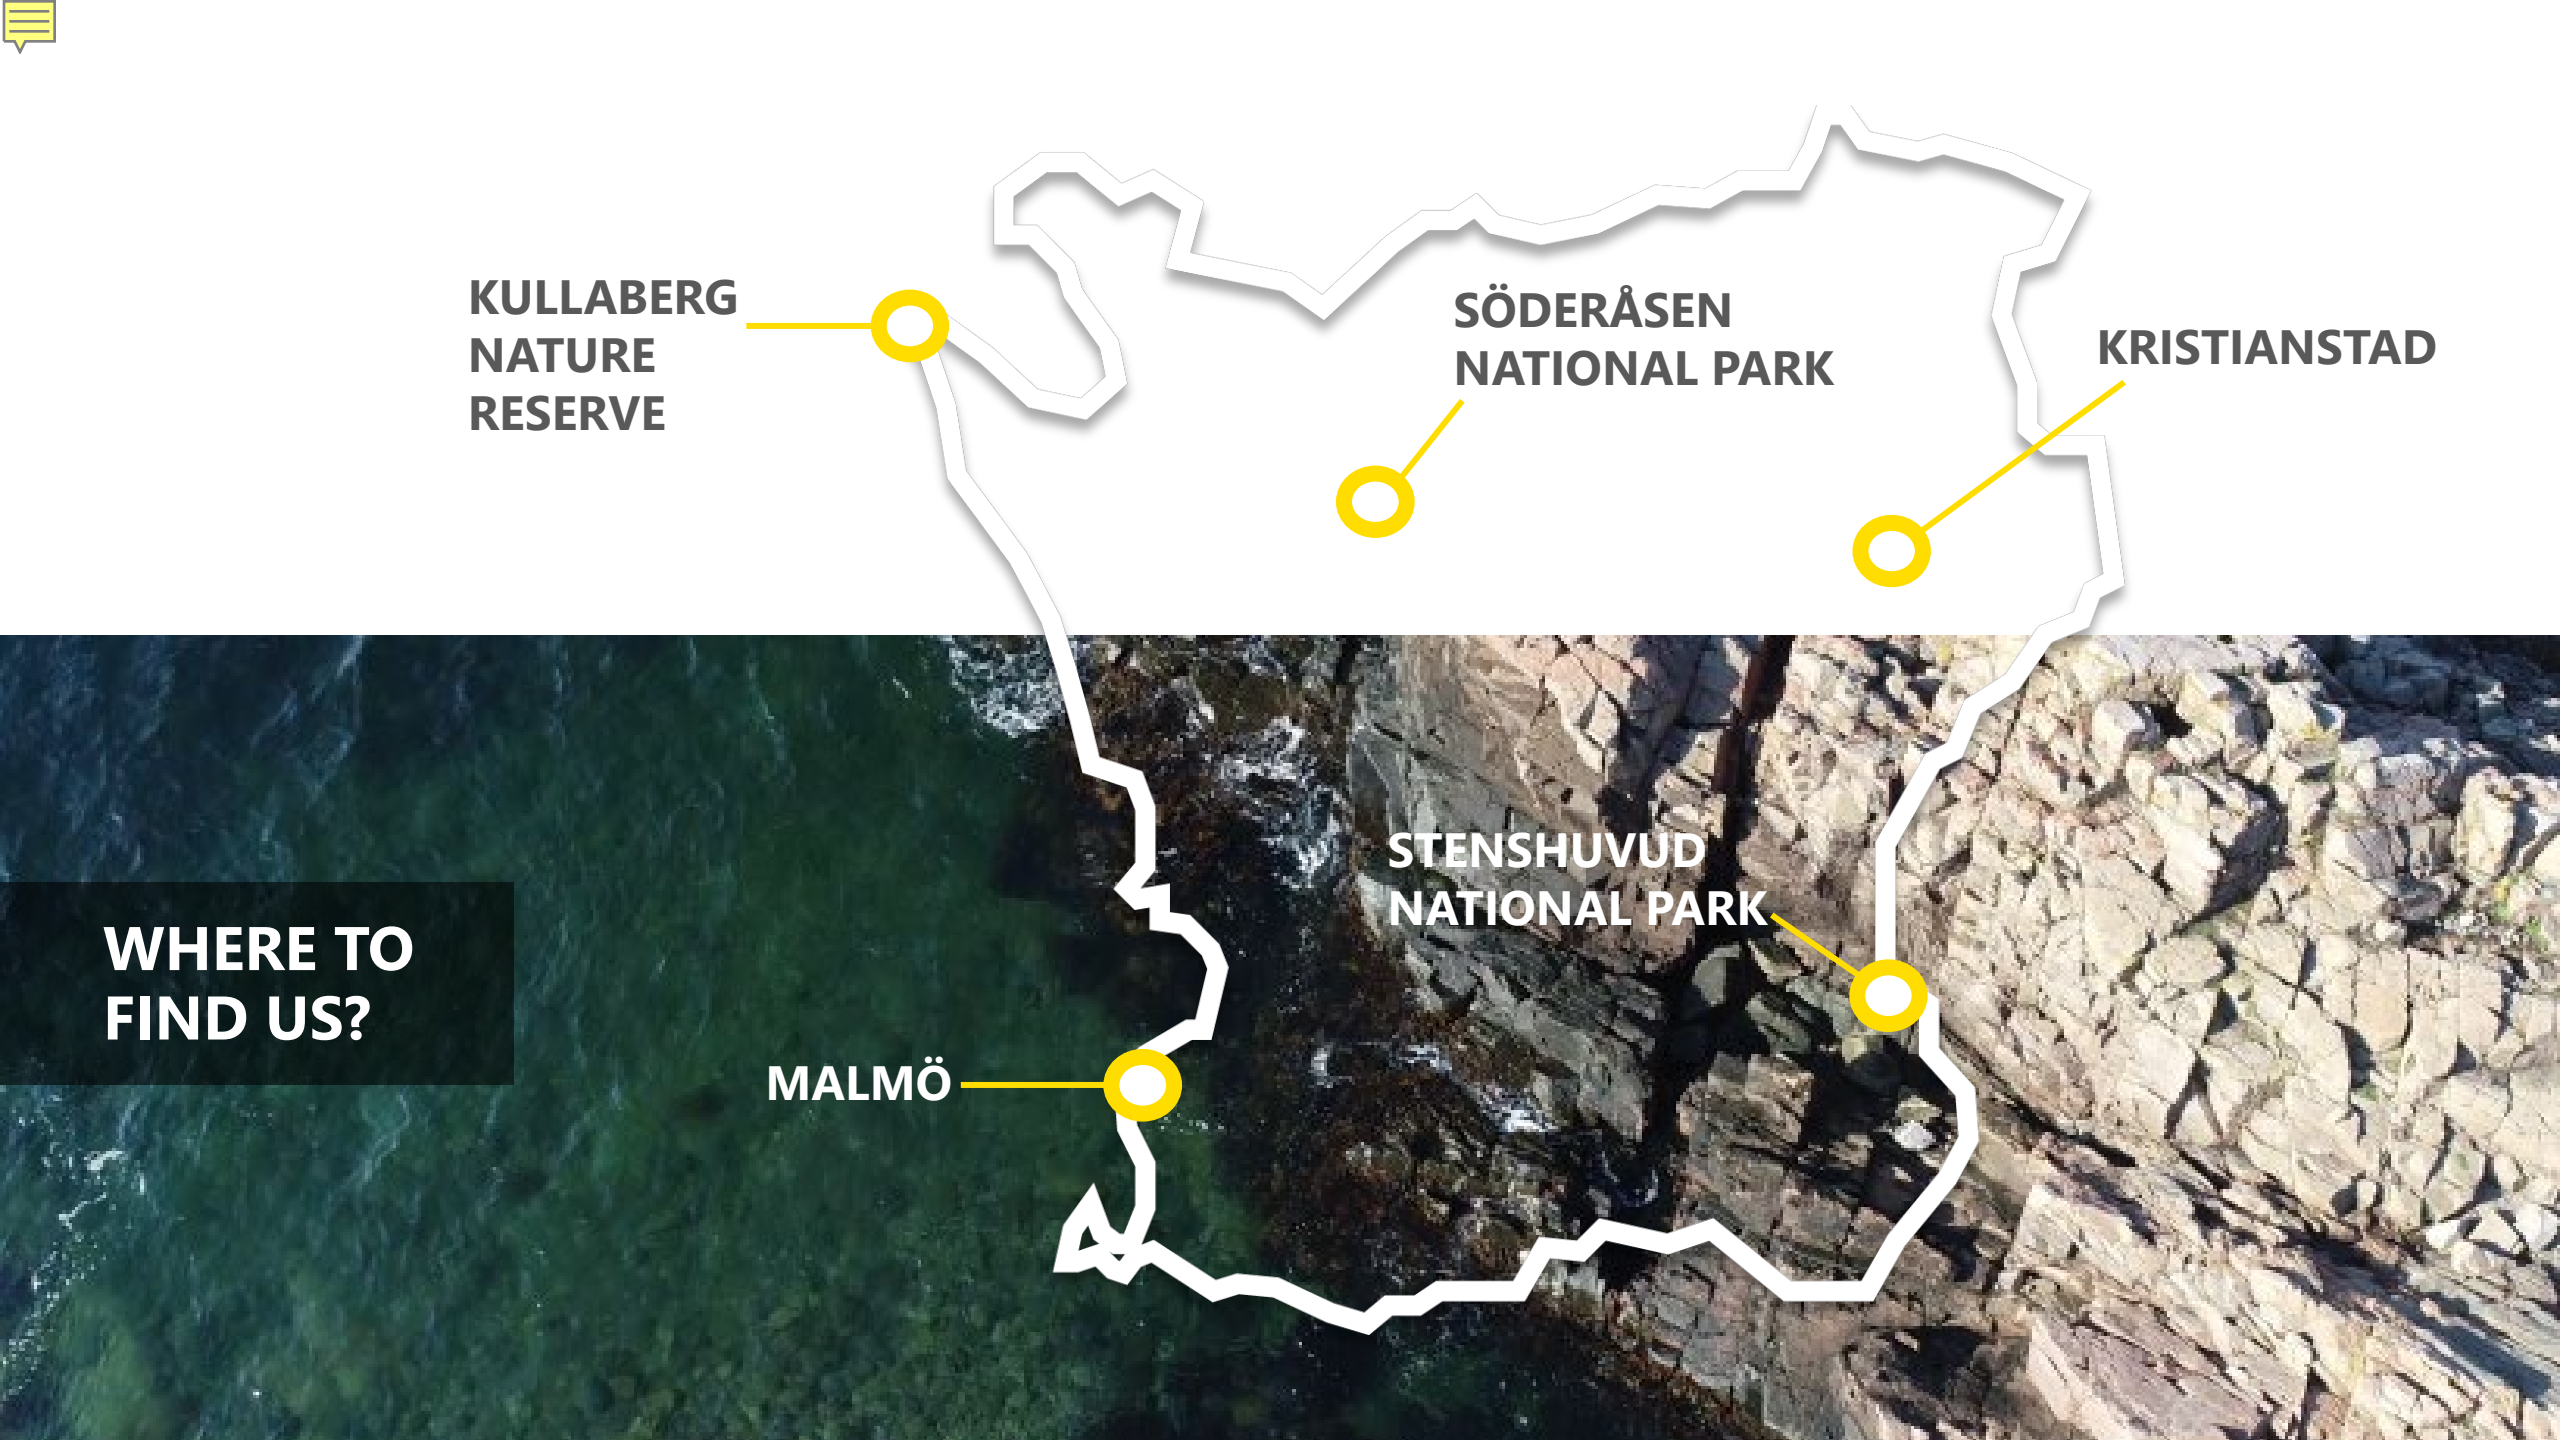 KULLABERG
NATURE
RESERVE
SÖDERÅSEN
NATIONAL PARK
KRISTIANSTAD
STENSHUVUD
NATIONAL PARK
WHERE TO
FIND US?
MALMÖ